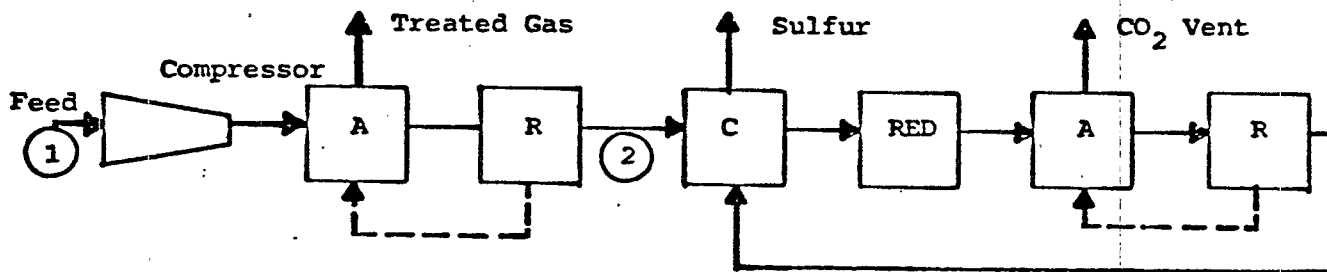 Treated Gas
Sulfur
CO2 Vent
Compressor
Feed
1
A
R
2
C
RED
A
R